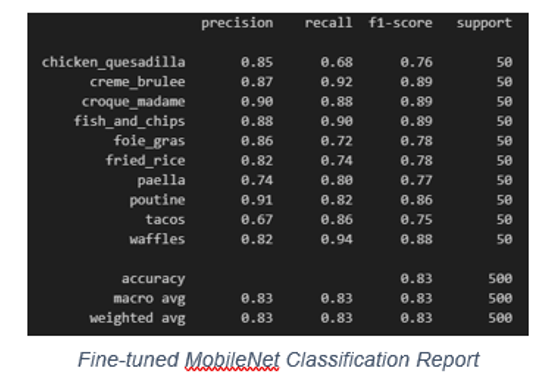 precision recall f1-score support
chicken_quesadilla 0.85 0.68 0.76 50
creme_brulee 0.87 0.92 0.89 50
croque_madame 0.90 0.88 0.89 50
fish_and_chips 0.88 0.90 0.89 50
foie_gras 0.86 0.72 0.78 50
fried_rice 0.82 0.74 0.78 50
paella 0.74 0.80 0.77 50
poutine 0.91 0.82 0.86 50
tacos 0.67 0.86 0.75 50
waffles 0.82 0.94 0.88 50
accuracy 0.83 500
macro avg 0.83 0.83 0.83 500
weighted avg 0.83 0.83 0.83 500
Fine-tuned MobileNet Classification Report